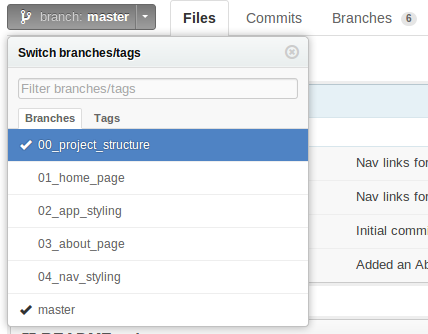 branch: master
Files
Commits
Branches 6
Switch branches/tags
Filter branches/tags
Branches Tags
00_project_structure
01_home_page
Nav links for
02_app_styling
Nav links for
03_about_page
Initial commi
04_nav_styling
Added an Ab
master